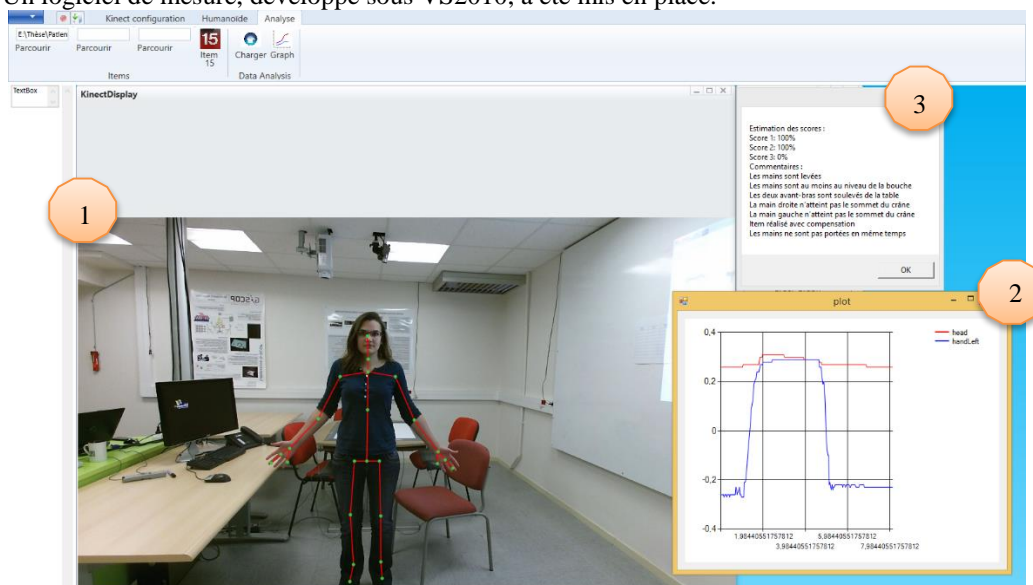 Un logiciel de mesure, développé sous VS2010, a été mis en place.
Kinect configuration Humanoïde Analyse
E:\Thèse\Patien
Parcourir Parcourir Parcourir
15
Item
15
Charger Graph
Items Data Analysis
TextBox
KinectDisplay
3
Estimation des scores :
Score 1: 100%
Score 2: 100%
Score 3: 0%
Commentaires :
Les mains sont levées
Les mains sont au moins au niveau de la bouche
Les deux avant-bras sont soulevés de la table
La main droite n'atteint pas le sommet du crâne
La main gauche n'atteint pas le sommet du crâne
Item réalisé avec compensation
Les mains ne sont pas portées en même temps
OK
1
2
plot
head
handLeft
0,4
0,2
0
-0,2
-0,4
1,98440551757812 5,98440551757812
3,98440551757812 7,98440551757812